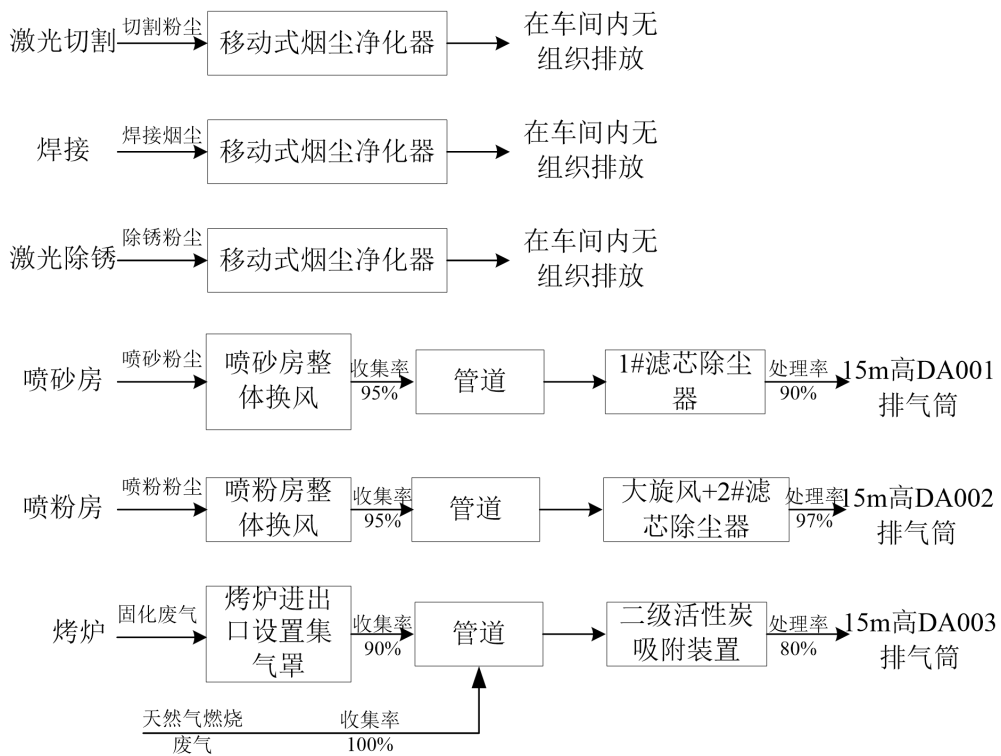 激光切割
切割粉尘
移动式烟尘净化器
在车间内无
组织排放
焊接
焊接烟尘
移动式烟尘净化器
在车间内无
组织排放
激光除锈
除锈粉尘
移动式烟尘净化器
在车间内无
组织排放
喷砂房
喷砂粉尘
喷砂房整
体换风
收集率
95%
管道
1#滤芯除尘
器
处理率
90%
15m高DA001
排气筒
喷粉房
喷粉粉尘
喷粉房整
体换风
收集率
95%
管道
大旋风+2#滤
芯除尘器
处理率
97%
15m高DA002
排气筒
烤炉
固化废气
烤炉进出
口设置集
气罩
收集率
90%
管道
二级活性炭
吸附装置
处理率
80%
15m高DA003
排气筒
天然气燃烧
废气
收集率
100%